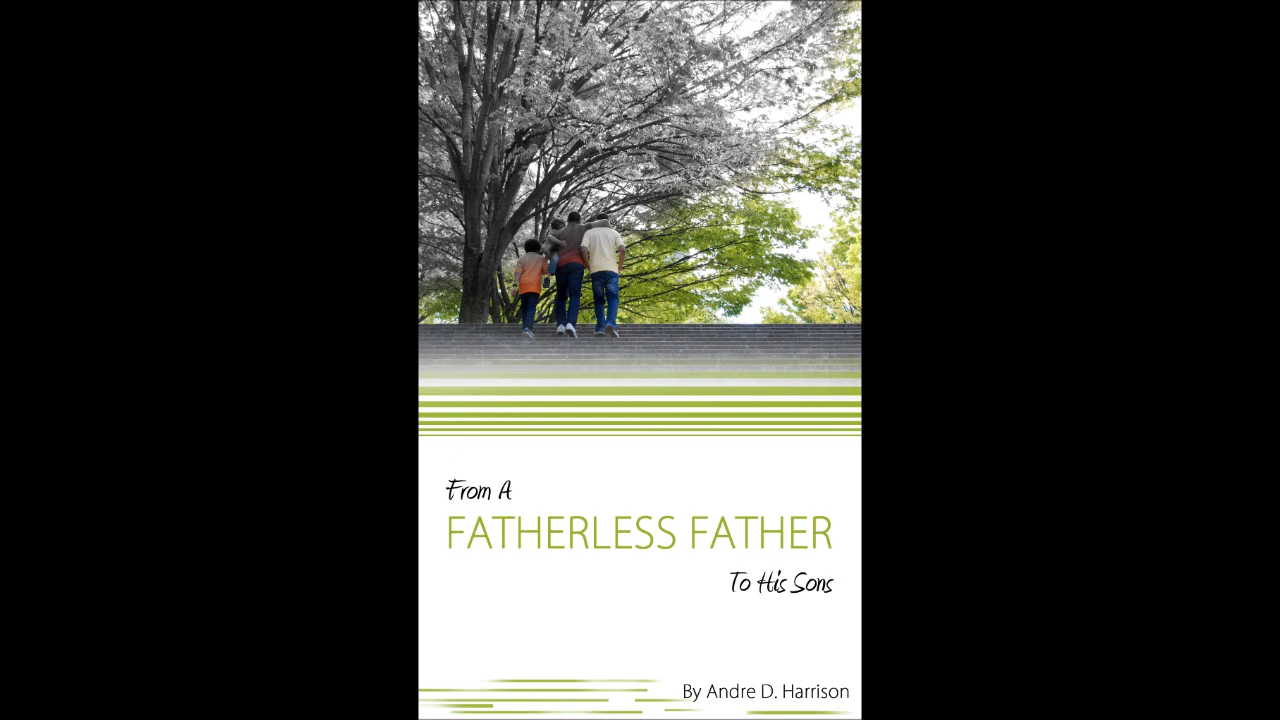 From A
FATHERLESS FATHER
To His Sons
By Andre D. Harrison